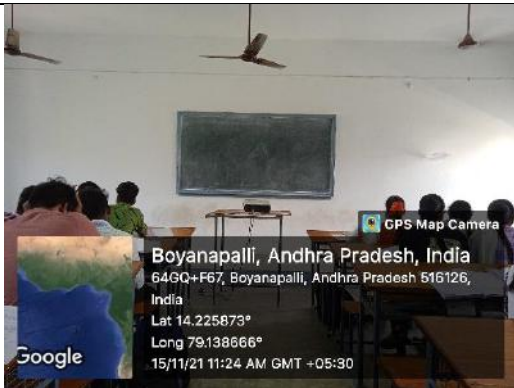 GPS Map Camera
Boyanapalli, Andhra Pradesh, India
64GQ+F67, Boyanapalli, Andhra Pradesh 516126,
India
Lat 14.225873°
Long 79.138666°
15/11/21 11:24 AM GMT +05:30
Google